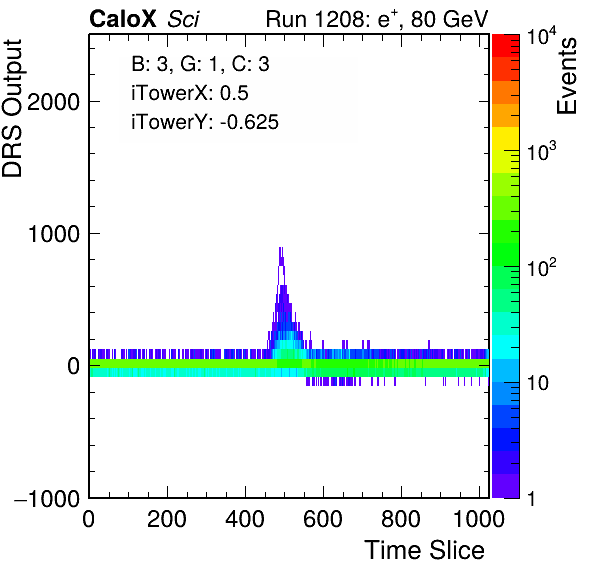 CaloX Sci Run 1208: e⁺, 80 GeV
B: 3, G: 1, C: 3
iTowerX: 0.5
iTowerY: -0.625
DRS Output
2000
1000
0
−1000
0 200 400 600 800 1000
Time Slice
Events
10⁴
10³
10²
10
1